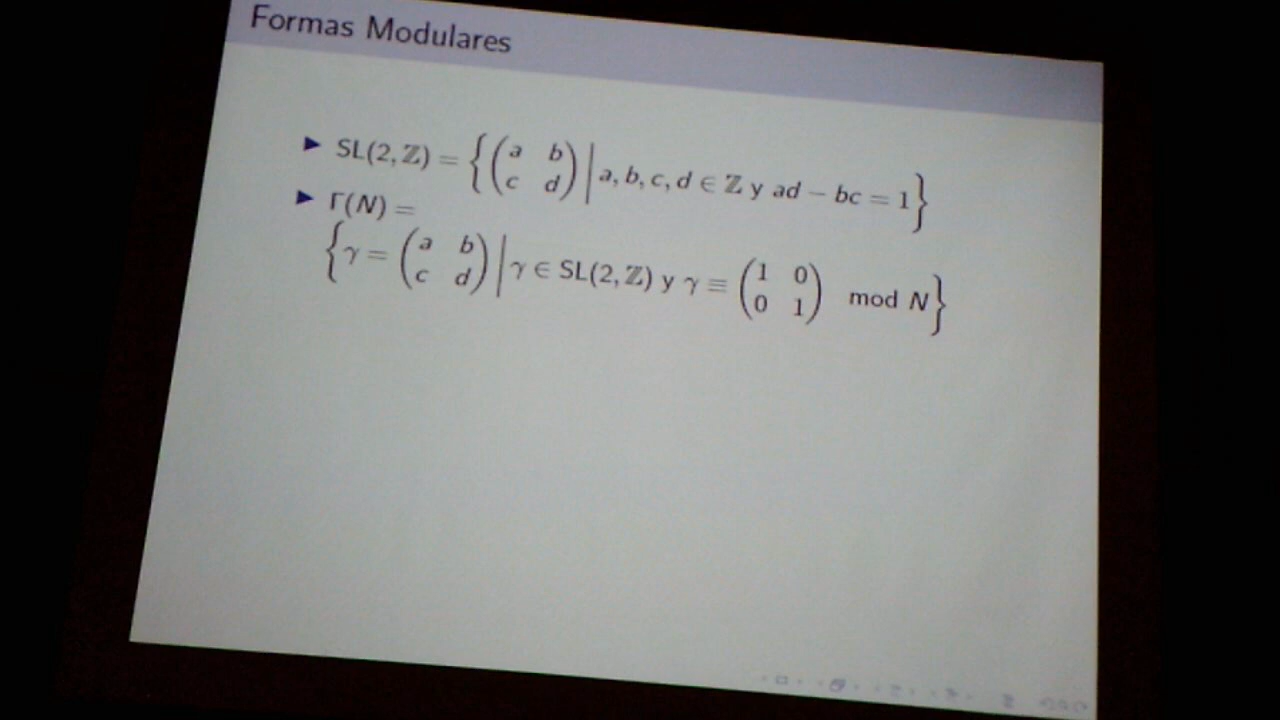 Formas Modulares
▶ SL(2, ℤ) = { ( a b ; c d ) | a, b, c, d ∈ ℤ y ad − bc = 1 }
▶ Γ(N) =
{ γ = ( a b ; c d ) | γ ∈ SL(2, ℤ) y γ ≡ ( 1 0 ; 0 1 ) mod N }